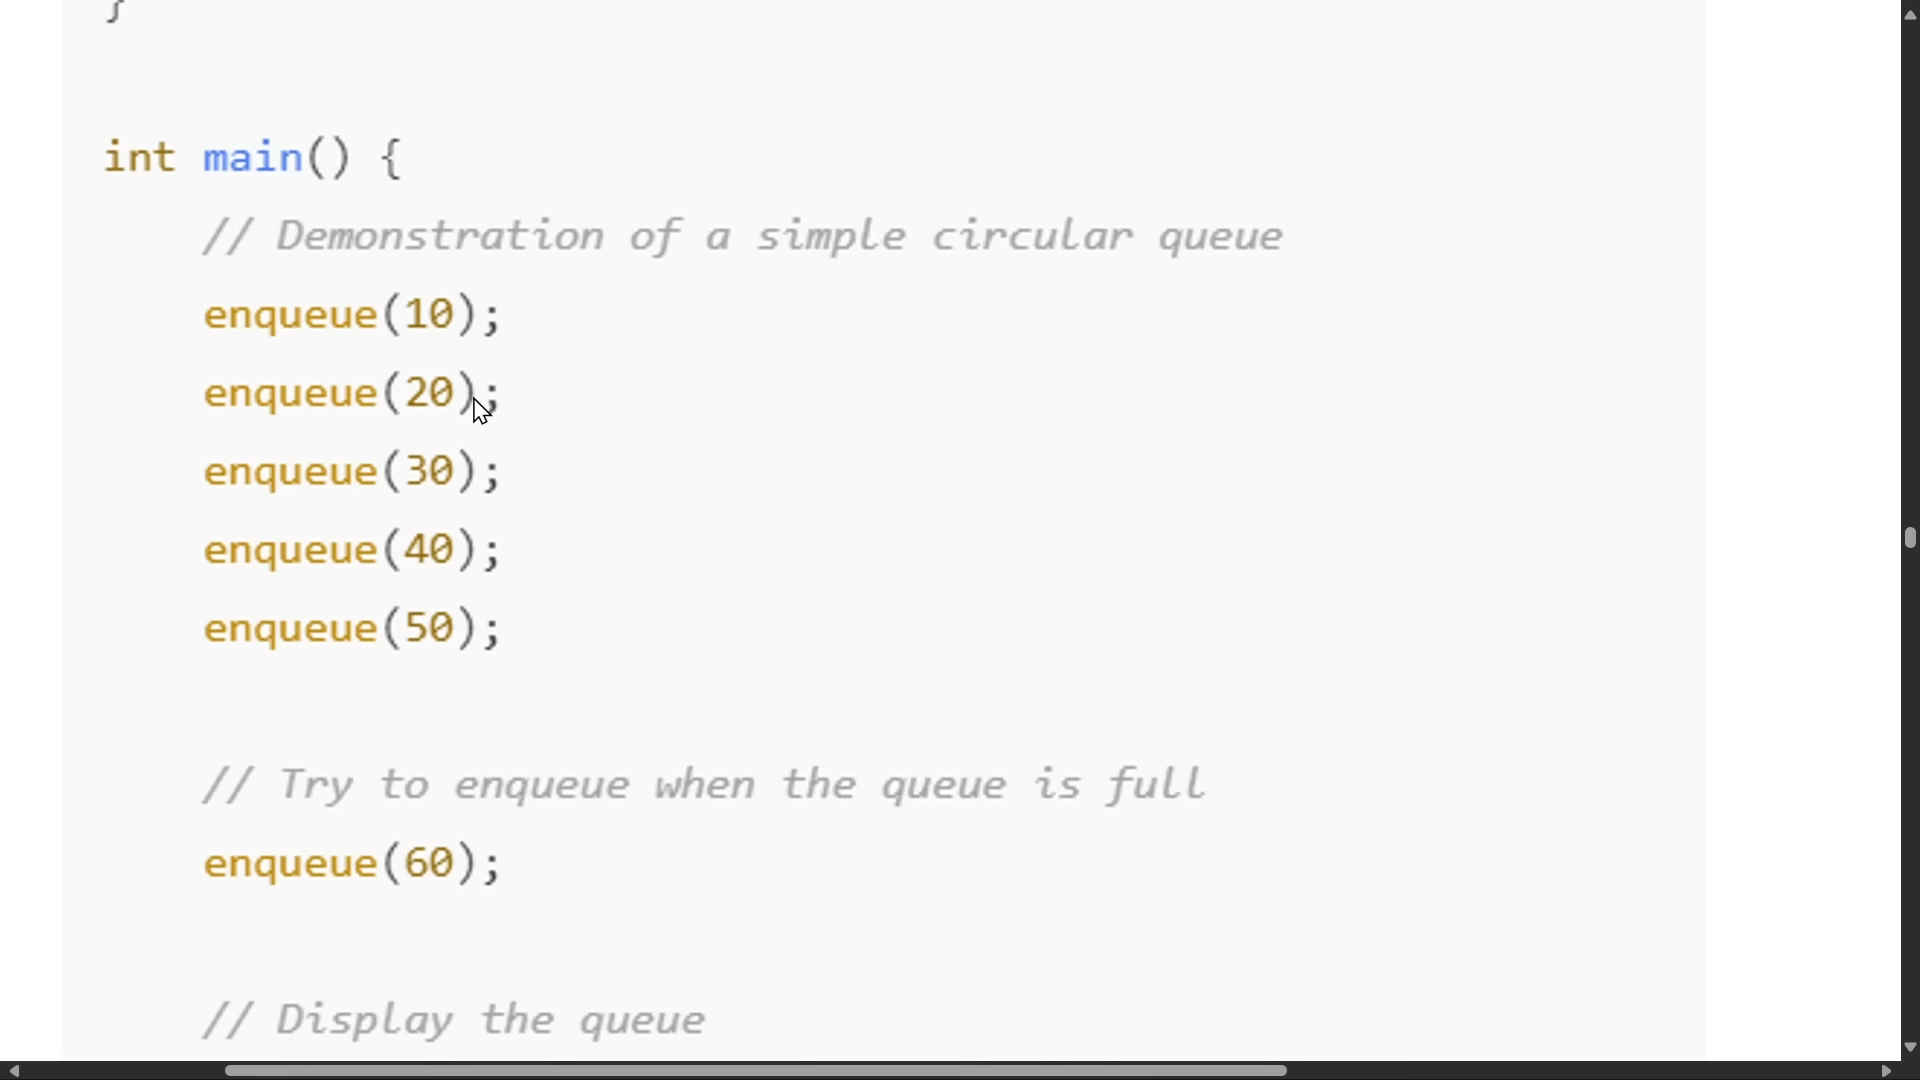 }
int main() {
// Demonstration of a simple circular queue
enqueue(10);
enqueue(20);
enqueue(30);
enqueue(40);
enqueue(50);
// Try to enqueue when the queue is full
enqueue(60);
// Display the queue